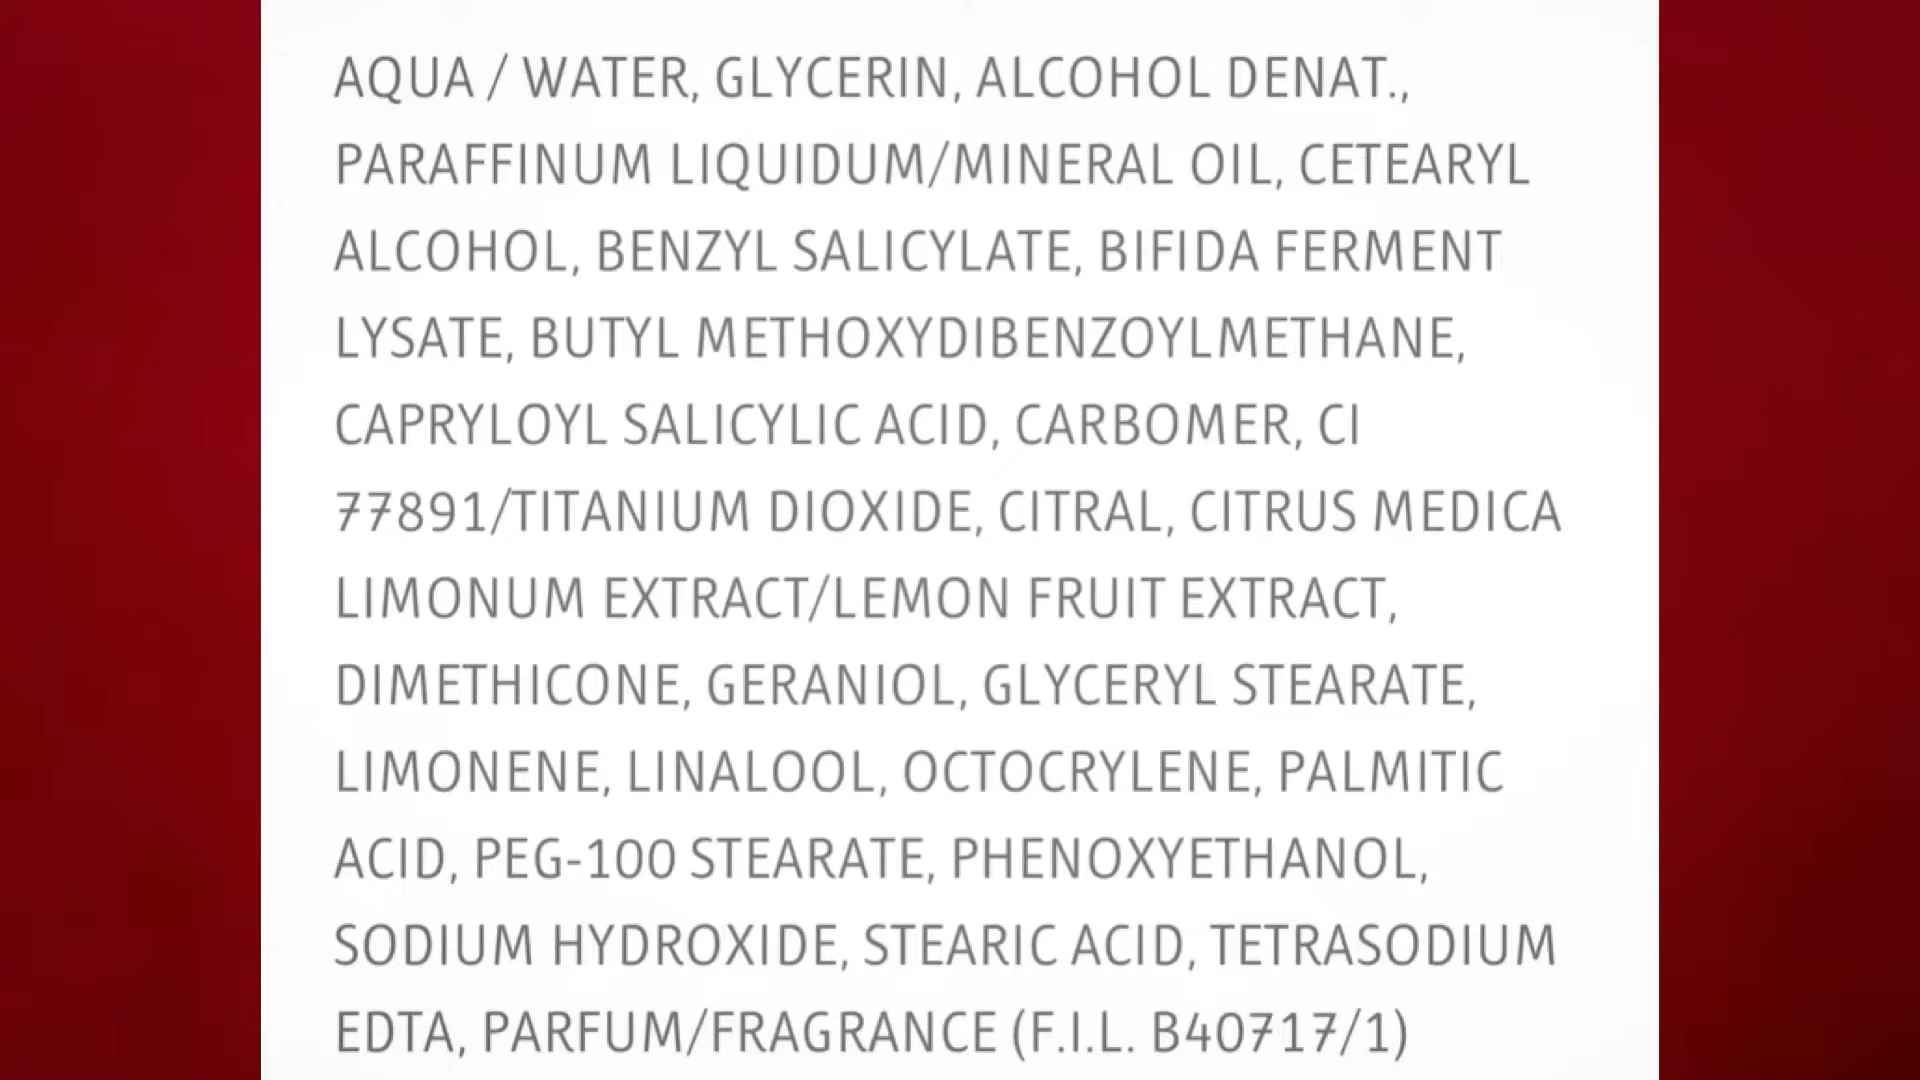 AQUA / WATER, GLYCERIN, ALCOHOL DENAT.,
PARAFFINUM LIQUIDUM/MINERAL OIL, CETEARYL
ALCOHOL, BENZYL SALICYLATE, BIFIDA FERMENT
LYSATE, BUTYL METHOXYDIBENZOYLMETHANE,
CAPRYLOYL SALICYLIC ACID, CARBOMER, CI
77891/TITANIUM DIOXIDE, CITRAL, CITRUS MEDICA
LIMONUM EXTRACT/LEMON FRUIT EXTRACT,
DIMETHICONE, GERANIOL, GLYCERYL STEARATE,
LIMONENE, LINALOOL, OCTOCRYLENE, PALMITIC
ACID, PEG-100 STEARATE, PHENOXYETHANOL,
SODIUM HYDROXIDE, STEARIC ACID, TETRASODIUM
EDTA, PARFUM/FRAGRANCE (F.I.L. B40717/1)